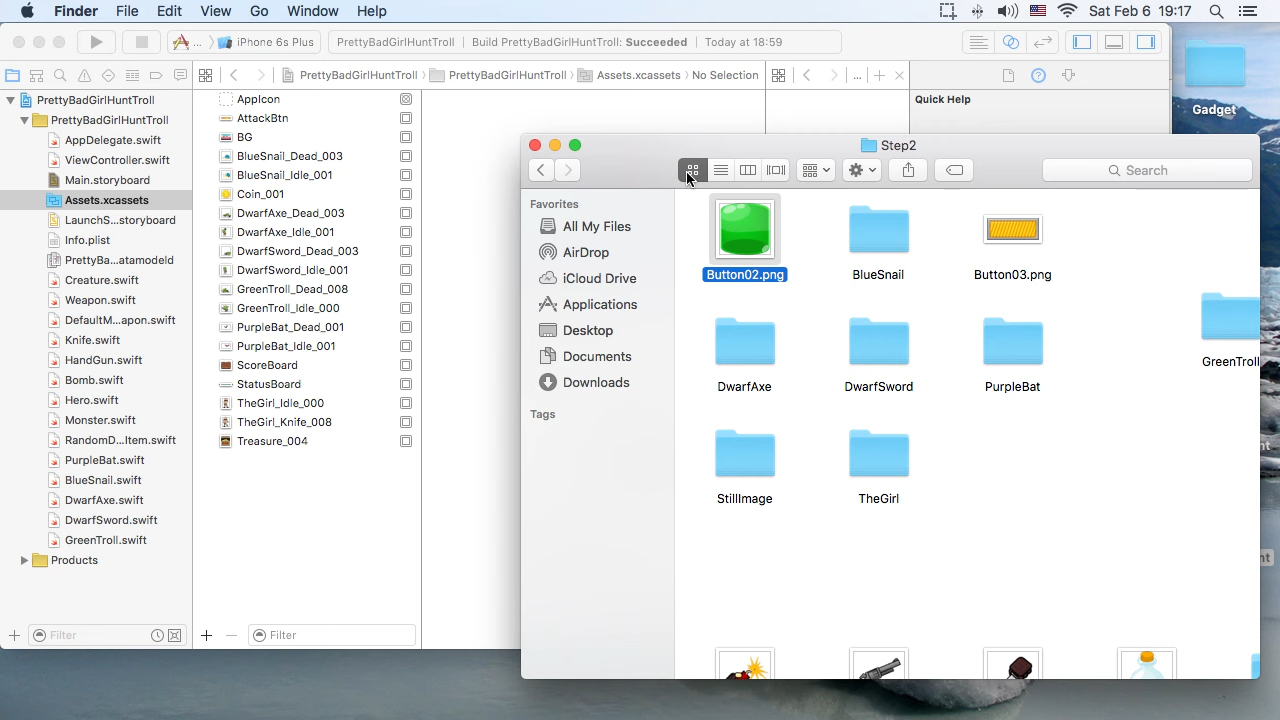 Finder File Edit View Go Window Help Sat Feb 6 19:17
... iPhone 6s Plus PrettyBadGirlHuntTroll Build PrettyBadGirlHuntTroll: Succeeded Today at 18:59
PrettyBadGirlHuntTroll PrettyBadGirlHuntTroll Assets.xcassets No Selection ...
PrettyBadGirlHuntTroll
PrettyBadGirlHuntTroll
AppDelegate.swift
ViewController.swift
Main.storyboard
Assets.xcassets
LaunchS...storyboard
Info.plist
PrettyBa...atamodeld
Creature.swift
Weapon.swift
DefaultM...apon.swift
Knife.swift
HandGun.swift
Bomb.swift
Hero.swift
Monster.swift
RandomD...Item.swift
PurpleBat.swift
BlueSnail.swift
DwarfAxe.swift
DwarfSword.swift
GreenTroll.swift
Products
Filter
AppIcon
AttackBtn
BG
BlueSnail_Dead_003
BlueSnail_Idle_001
Coin_001
DwarfAxe_Dead_003
DwarfAxe_Idle_001
DwarfSword_Dead_003
DwarfSword_Idle_001
GreenTroll_Dead_008
GreenTroll_Idle_000
PurpleBat_Dead_001
PurpleBat_Idle_001
ScoreBoard
StatusBoard
TheGirl_Idle_000
TheGirl_Knife_008
Treasure_004
Filter
Quick Help
Gadget
Step2
Search
Favorites
All My Files
AirDrop
iCloud Drive
Applications
Desktop
Documents
Downloads
Tags
Button02.png BlueSnail Button03.png
GreenTroll
DwarfAxe DwarfSword PurpleBat
StillImage TheGirl
nt
nt